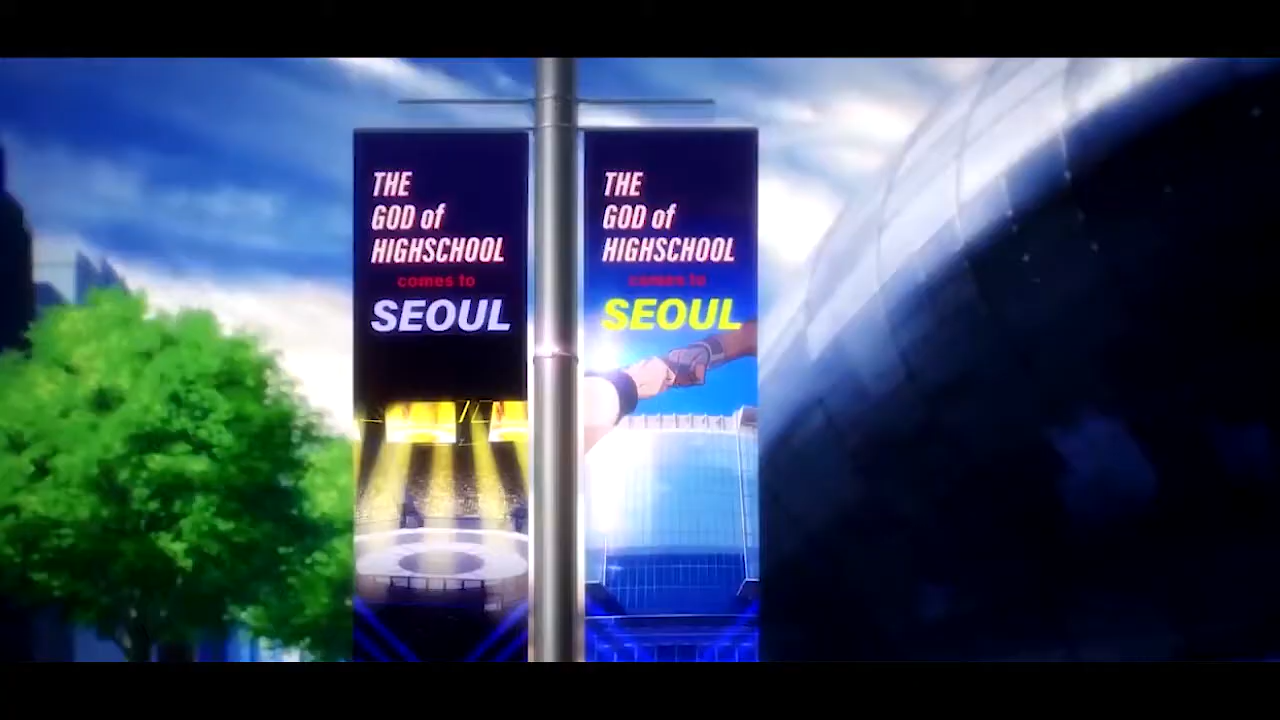 THE
GOD of
HIGHSCHOOL
comes to
SEOUL
THE
GOD of
HIGHSCHOOL
comes to
SEOUL